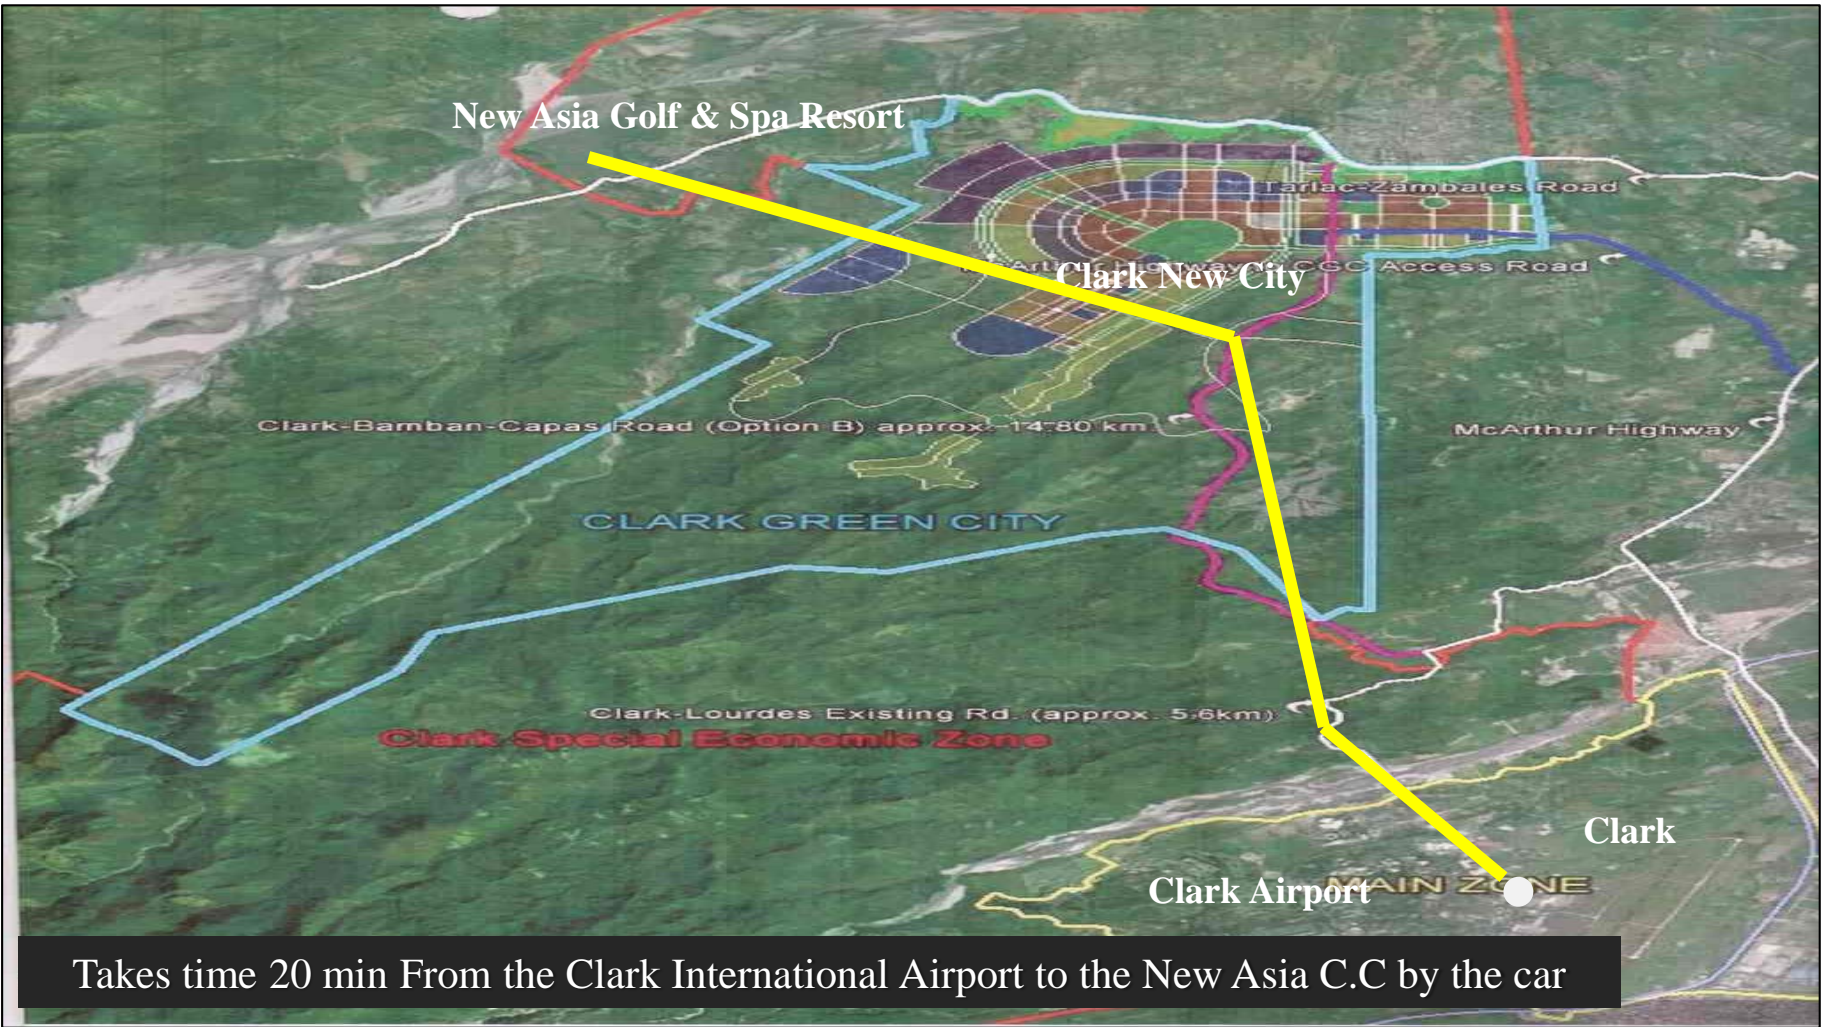 New Asia Golf & Spa Resort
Tarlac-Zambales Road
McArthur Highway CGC Access Road
Clark New City
Clark-Bamban-Capas Road (Option B) approx. 14.80 km.
McArthur Highway
CLARK GREEN CITY
Clark-Lourdes Existing Rd. (approx. 5.6km)
Clark Special Economic Zone
Clark
Clark Airport
MAIN ZONE
Takes time 20 min From the Clark International Airport to the New Asia C.C by the car